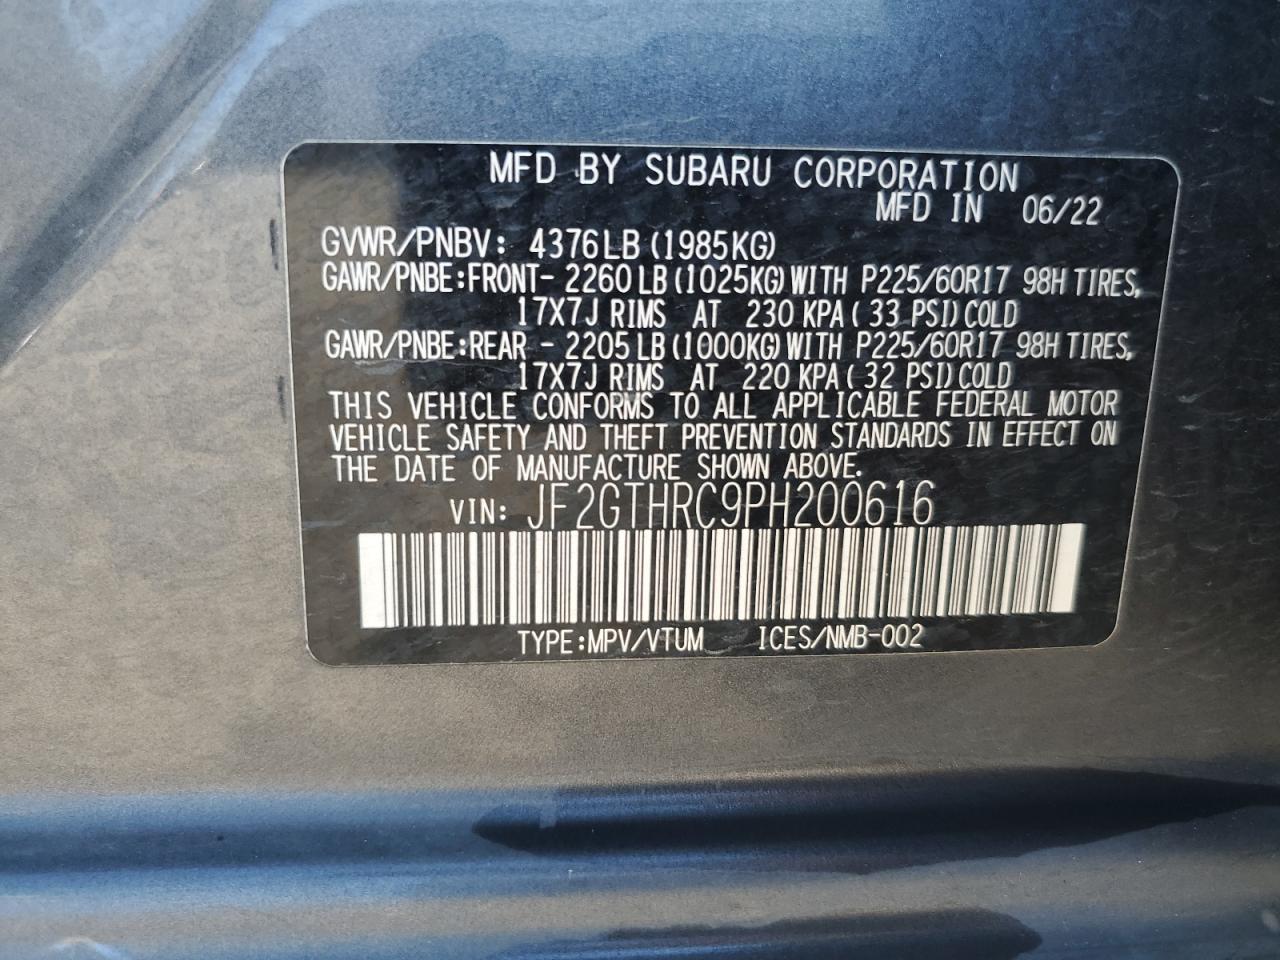 MFD BY SUBARU CORPORATION
MFD IN 06/22
GVWR/PNBV: 4376LB (1985KG)
GAWR/PNBE:FRONT- 2260 LB (1025KG) WITH P225/60R17 98H TIRES,
17X7J RIMS AT 230 KPA ( 33 PSI) COLD
GAWR/PNBE:REAR - 2205 LB (1000KG) WITH P225/60R17 98H TIRES,
17X7J RIMS AT 220 KPA ( 32 PSI) COLD
THIS VEHICLE CONFORMS TO ALL APPLICABLE FEDERAL MOTOR
VEHICLE SAFETY AND THEFT PREVENTION STANDARDS IN EFFECT ON
THE DATE OF MANUFACTURE SHOWN ABOVE.
VIN: JF2GTHRC9PH200616
TYPE:MPV/VTUM ICES/NMB-002